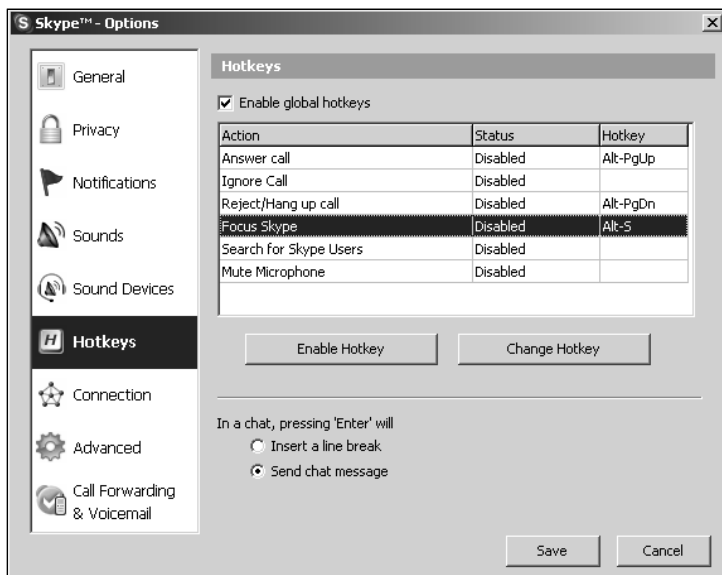 Skype™ - Options
General
Privacy
Notifications
Sounds
Sound Devices
Hotkeys
Connection
Advanced
Call Forwarding
& Voicemail
Hotkeys
Enable global hotkeys
Action Status Hotkey
Answer call Disabled Alt-PgUp
Ignore Call Disabled
Reject/Hang up call Disabled Alt-PgDn
Focus Skype Disabled Alt-S
Search for Skype Users Disabled
Mute Microphone Disabled
Enable Hotkey Change Hotkey
In a chat, pressing 'Enter' will
Insert a line break
Send chat message
Save Cancel